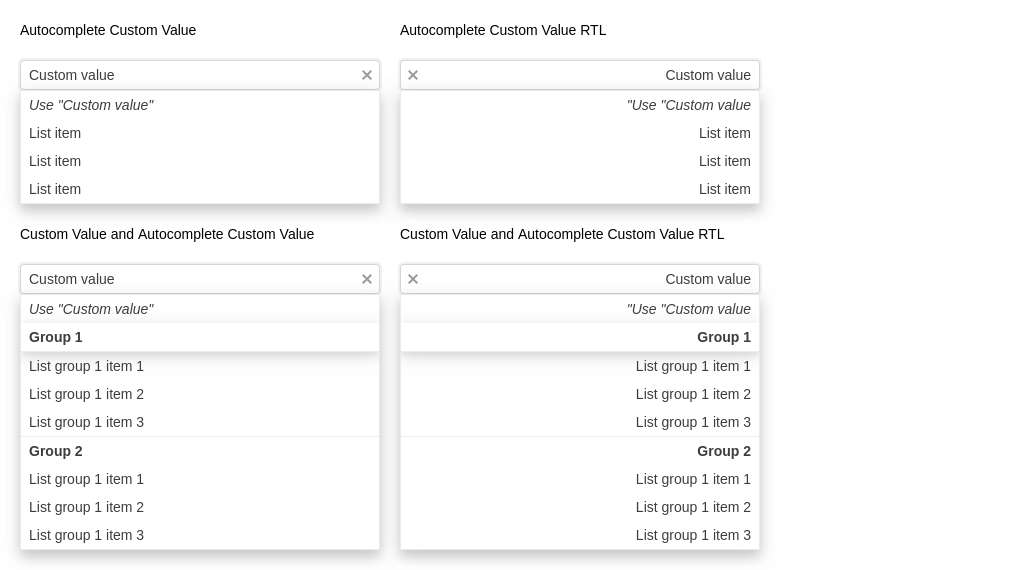 Autocomplete Custom Value
Custom value
Use "Custom value"
List item
List item
List item
Autocomplete Custom Value RTL
Custom value
"Use "Custom value
List item
List item
List item
Custom Value and Autocomplete Custom Value
Custom value
Use "Custom value"
Group 1
List group 1 item 1
List group 1 item 2
List group 1 item 3
Group 2
List group 1 item 1
List group 1 item 2
List group 1 item 3
Custom Value and Autocomplete Custom Value RTL
Custom value
"Use "Custom value
Group 1
List group 1 item 1
List group 1 item 2
List group 1 item 3
Group 2
List group 1 item 1
List group 1 item 2
List group 1 item 3